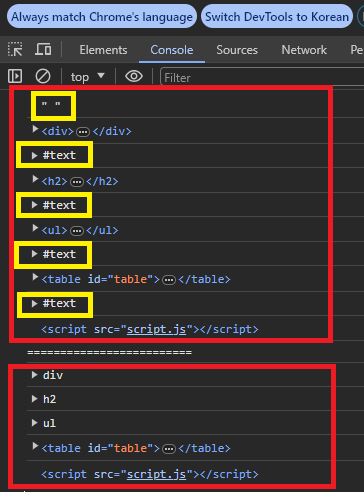 Always match Chrome's language Switch DevTools to Korean
Elements Console Sources Network P
top Filter
" "
<div>…</div>
#text
<h2>…</h2>
#text
<ul>…</ul>
#text
<table id="table">…</table>
#text
<script src="script.js"></script>
=========================
div
h2
ul
<table id="table">…</table>
<script src="script.js"></script>